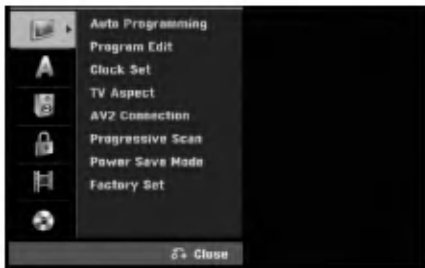 Auto Programming
Program Edit
Clock Set
TV Aspect
AV2 Connection
Progressive Scan
Power Save Mode
Factory Set
A
Close